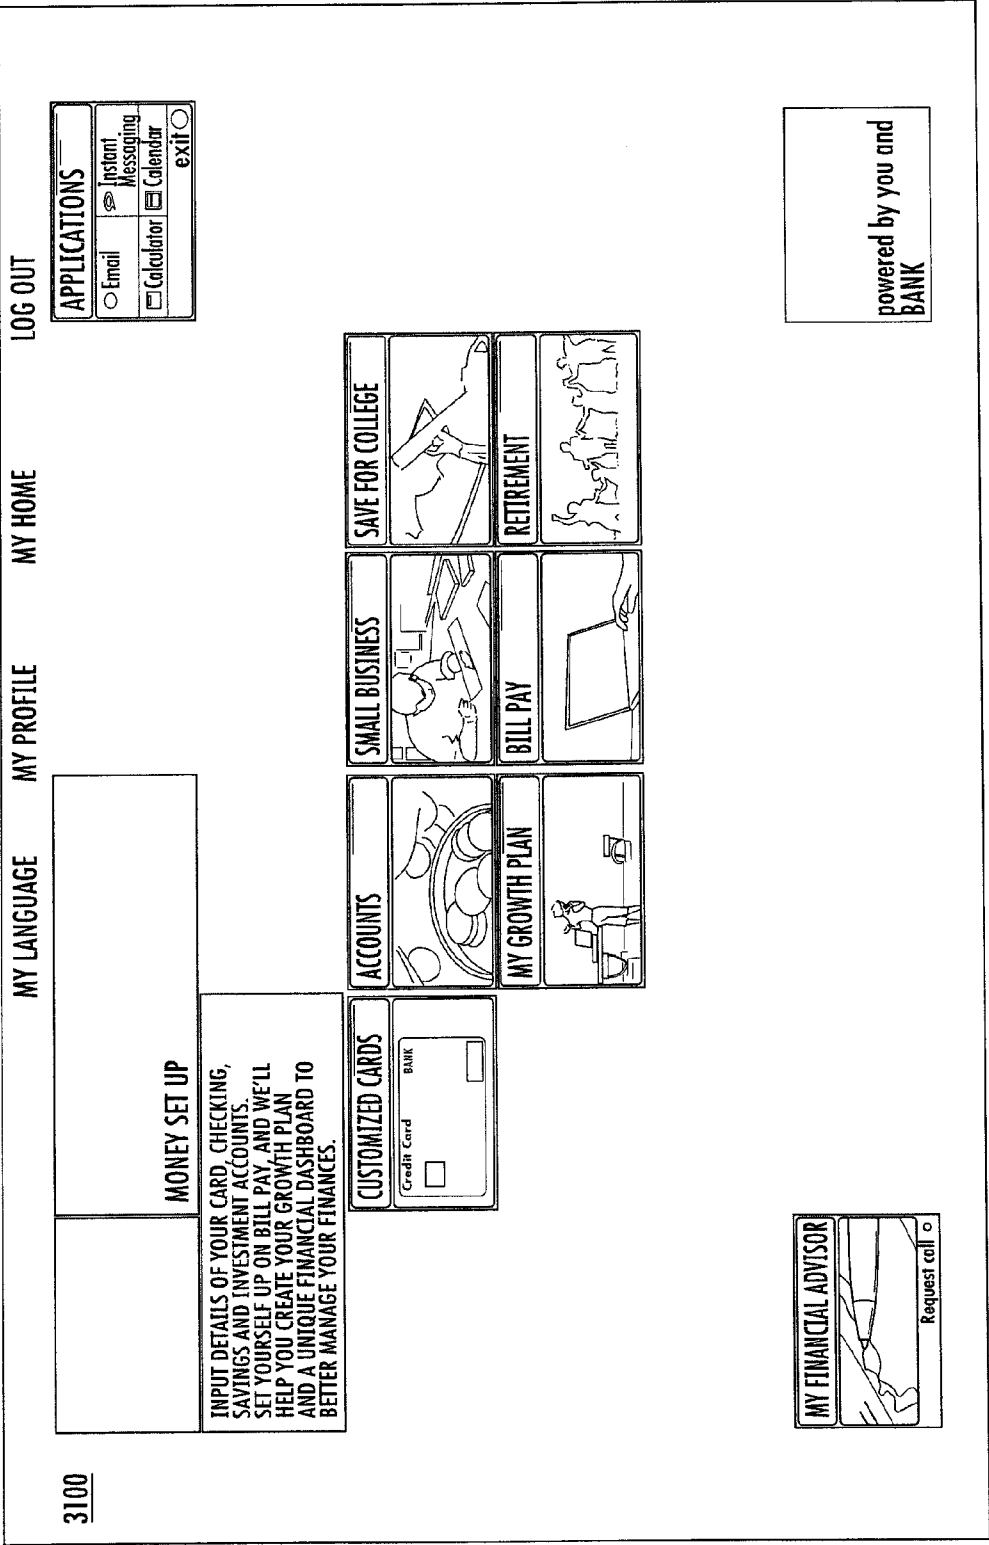 3100
MY LANGUAGE
MY PROFILE
MY HOME
LOG OUT
MONEY SET UP
APPLICATIONS
Email
Instant
Messaging
Calculator
Calendar
exit
INPUT DETAILS OF YOUR CARD, CHECKING,
SAVINGS AND INVESTMENT ACCOUNTS.
SET YOURSELF UP ON BILL PAY, AND WE'LL
HELP YOU CREATE YOUR GROWTH PLAN
AND A UNIQUE FINANCIAL DASHBOARD TO
BETTER MANAGE YOUR FINANCES.
CUSTOMIZED CARDS
Credit Card
BANK
ACCOUNTS
SMALL BUSINESS
SAVE FOR COLLEGE
MY GROWTH PLAN
BILL PAY
RETIREMENT
MY FINANCIAL ADVISOR
Request call
powered by you and
BANK